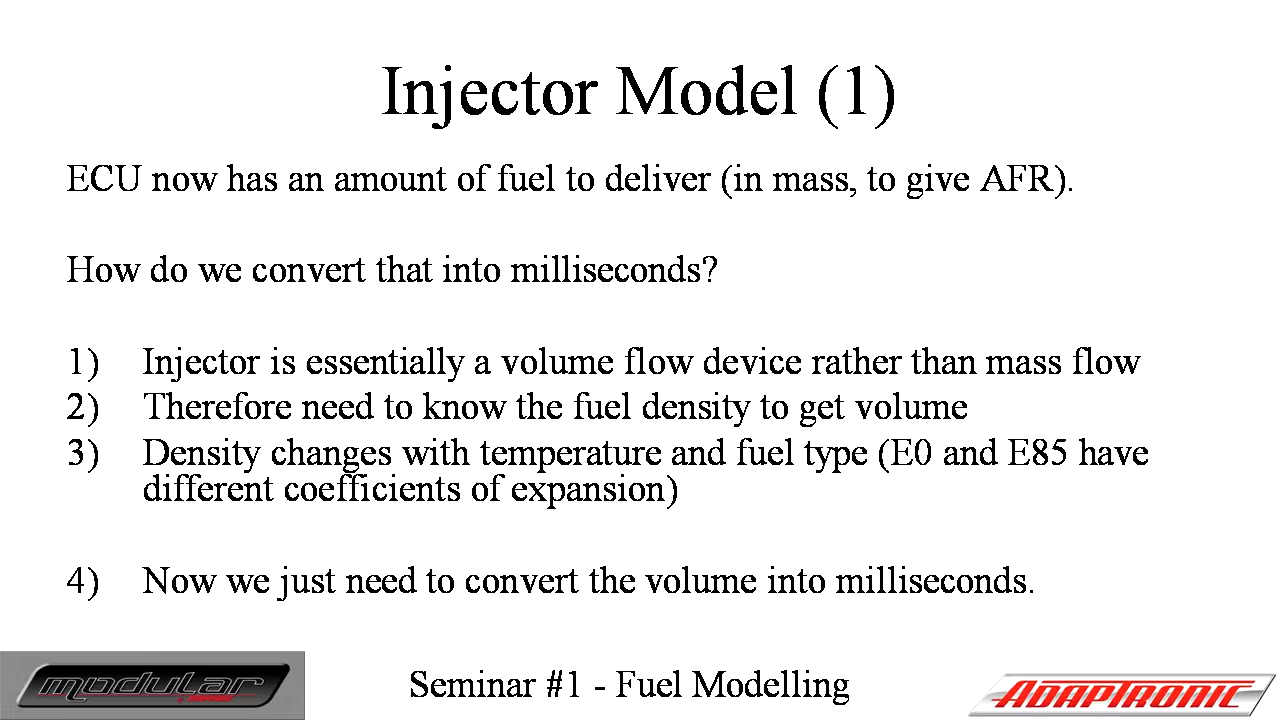 Injector Model (1)
ECU now has an amount of fuel to deliver (in mass, to give AFR).
How do we convert that into milliseconds?
1) Injector is essentially a volume flow device rather than mass flow
2) Therefore need to know the fuel density to get volume
3) Density changes with temperature and fuel type (E0 and E85 have
different coefficients of expansion)
4) Now we just need to convert the volume into milliseconds.
modular
Seminar #1 - Fuel Modelling
ADAPTRONIC